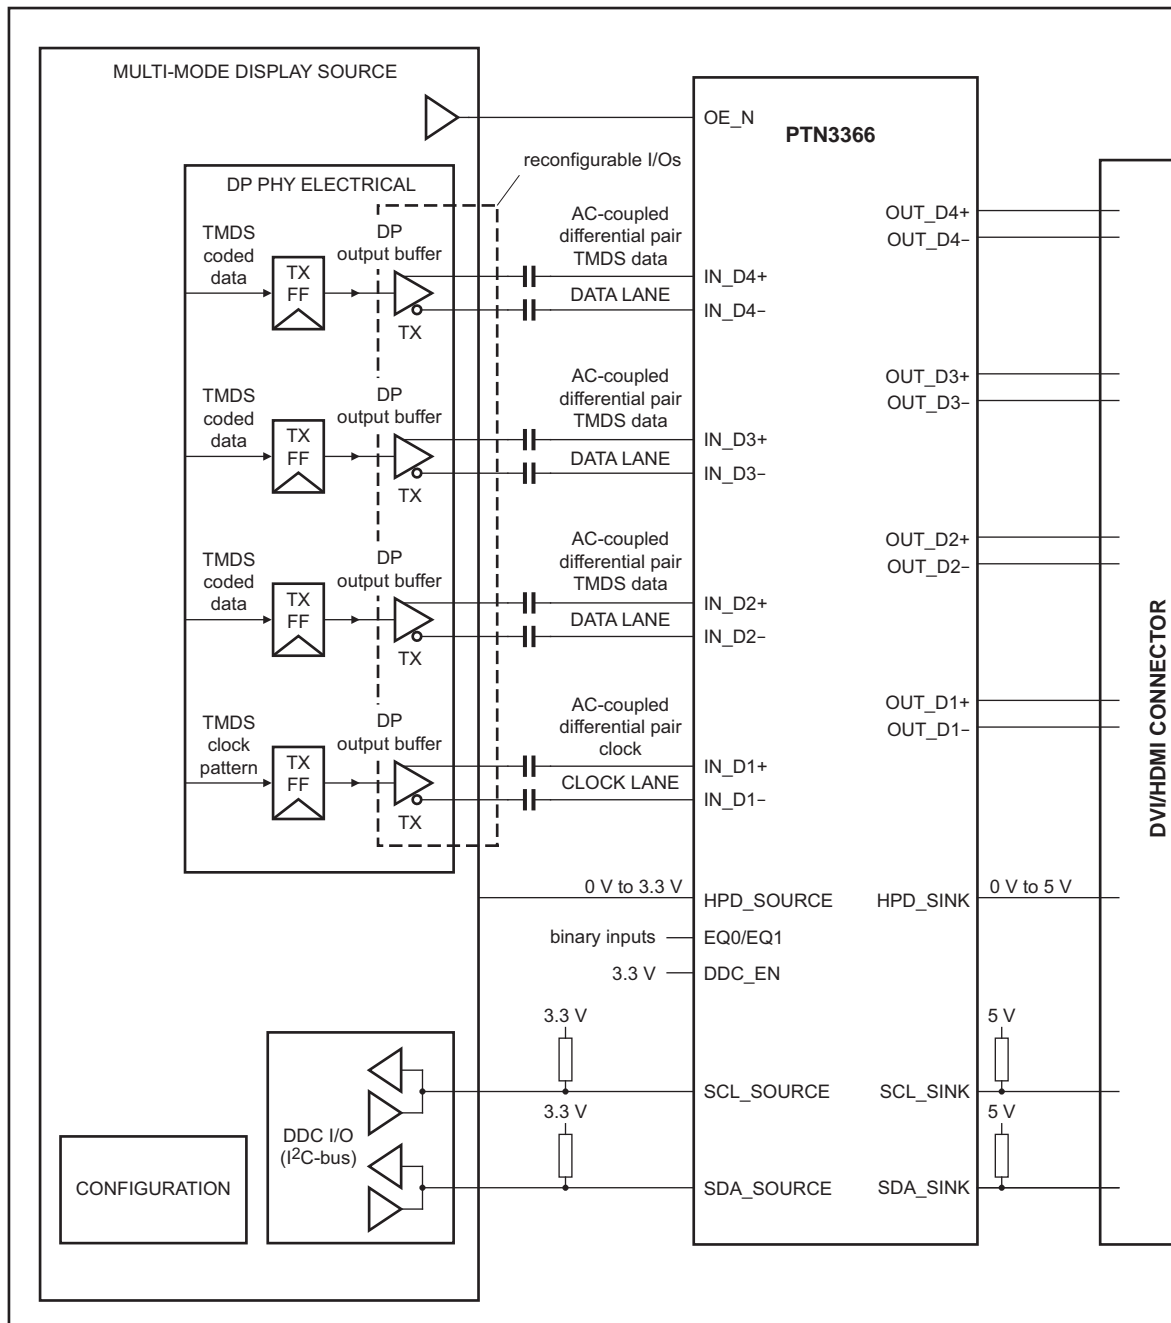 MULTI-MODE DISPLAY SOURCE
OE_N
PTN3366
reconfigurable I/Os
DP PHY ELECTRICAL
TMDS
coded
data
TX
FF
DP
output buffer
TX
AC-coupled
differential pair
TMDS data
DATA LANE
IN_D4+
IN_D4−
OUT_D4+
OUT_D4−
TMDS
coded
data
TX
FF
DP
output buffer
TX
AC-coupled
differential pair
TMDS data
DATA LANE
IN_D3+
IN_D3−
OUT_D3+
OUT_D3−
TMDS
coded
data
TX
FF
DP
output buffer
TX
AC-coupled
differential pair
TMDS data
DATA LANE
IN_D2+
IN_D2−
OUT_D2+
OUT_D2−
TMDS
clock
pattern
TX
FF
DP
output buffer
TX
AC-coupled
differential pair
clock
CLOCK LANE
IN_D1+
IN_D1−
OUT_D1+
OUT_D1−
DVI/HDMI CONNECTOR
0 V to 3.3 V
HPD_SOURCE
HPD_SINK
0 V to 5 V
binary inputs
EQ0/EQ1
3.3 V
DDC_EN
3.3 V
5 V
SCL_SOURCE
SCL_SINK
3.3 V
5 V
DDC I/O
(I²C-bus)
CONFIGURATION
SDA_SOURCE
SDA_SINK